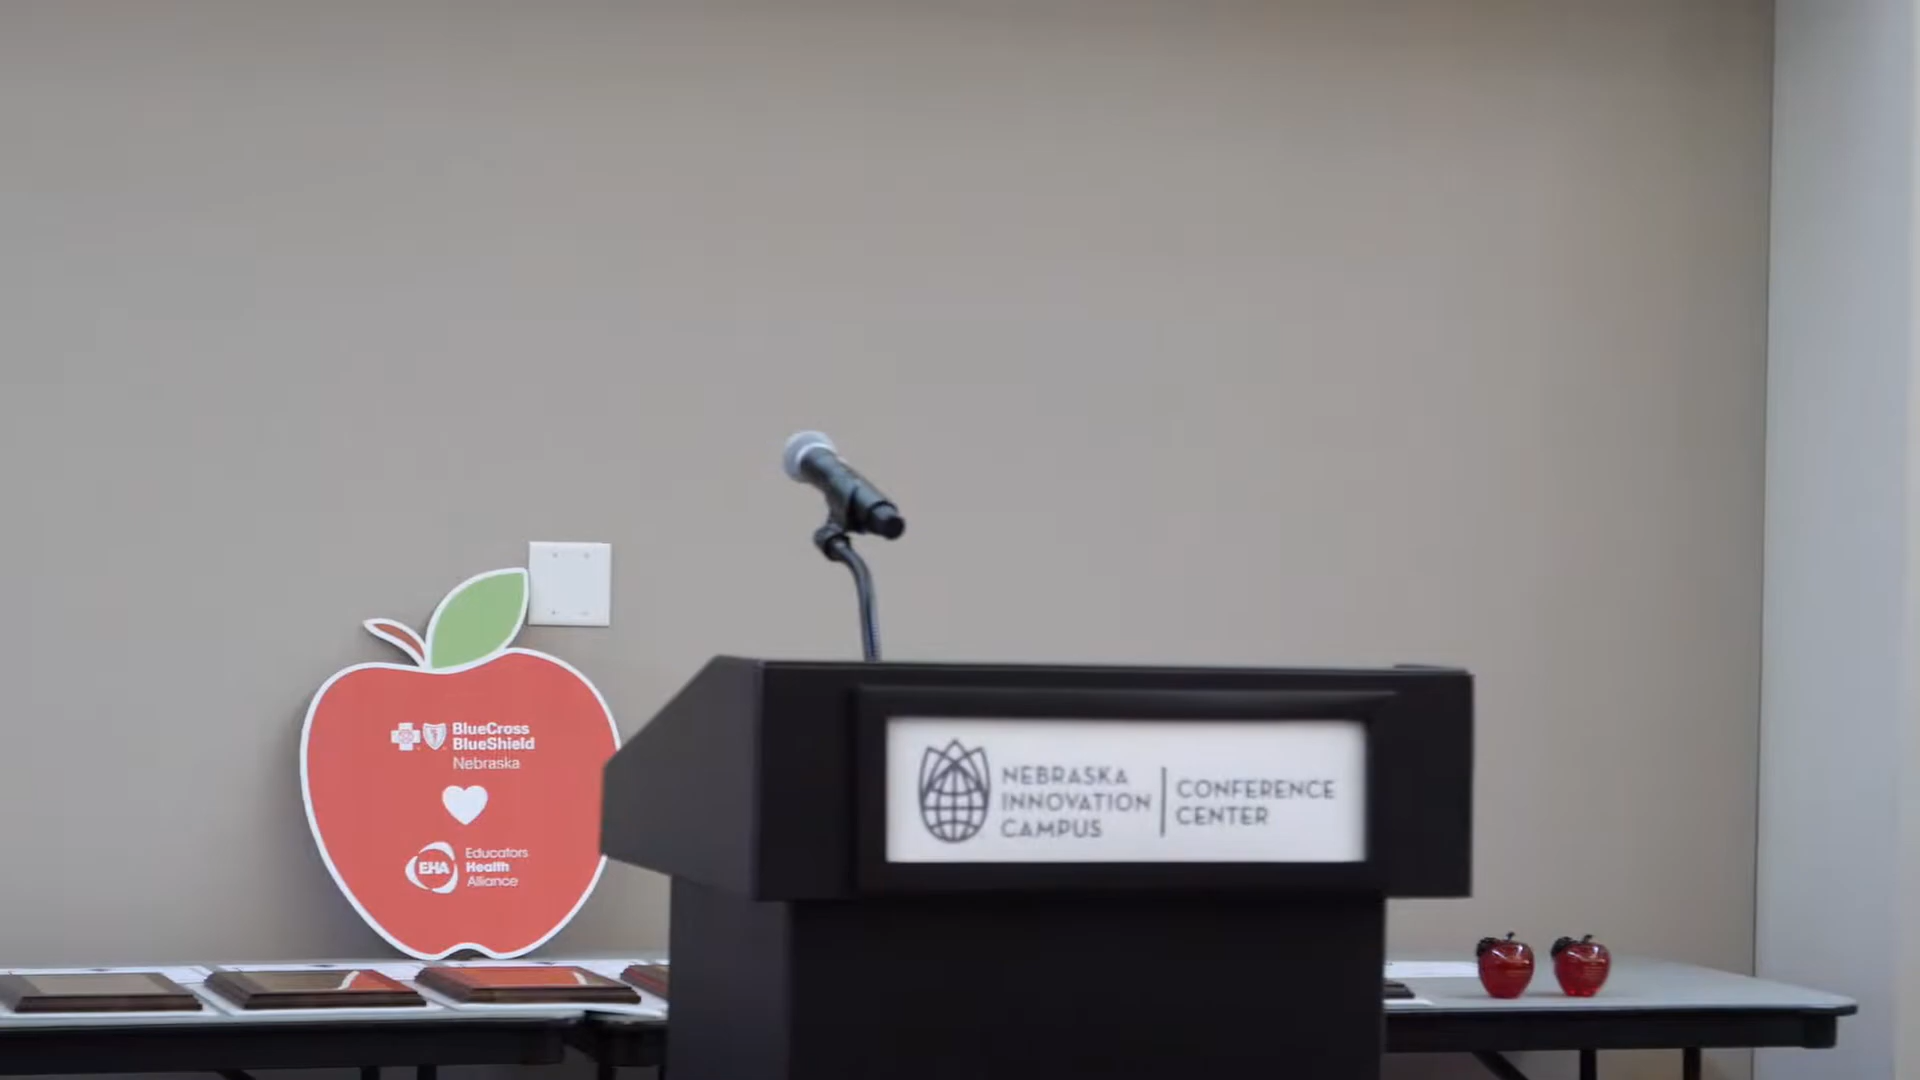 BlueCross
BlueShield
Nebraska
EHA
Educators
Health
Alliance
NEBRASKA
INNOVATION
CAMPUS
CONFERENCE
CENTER